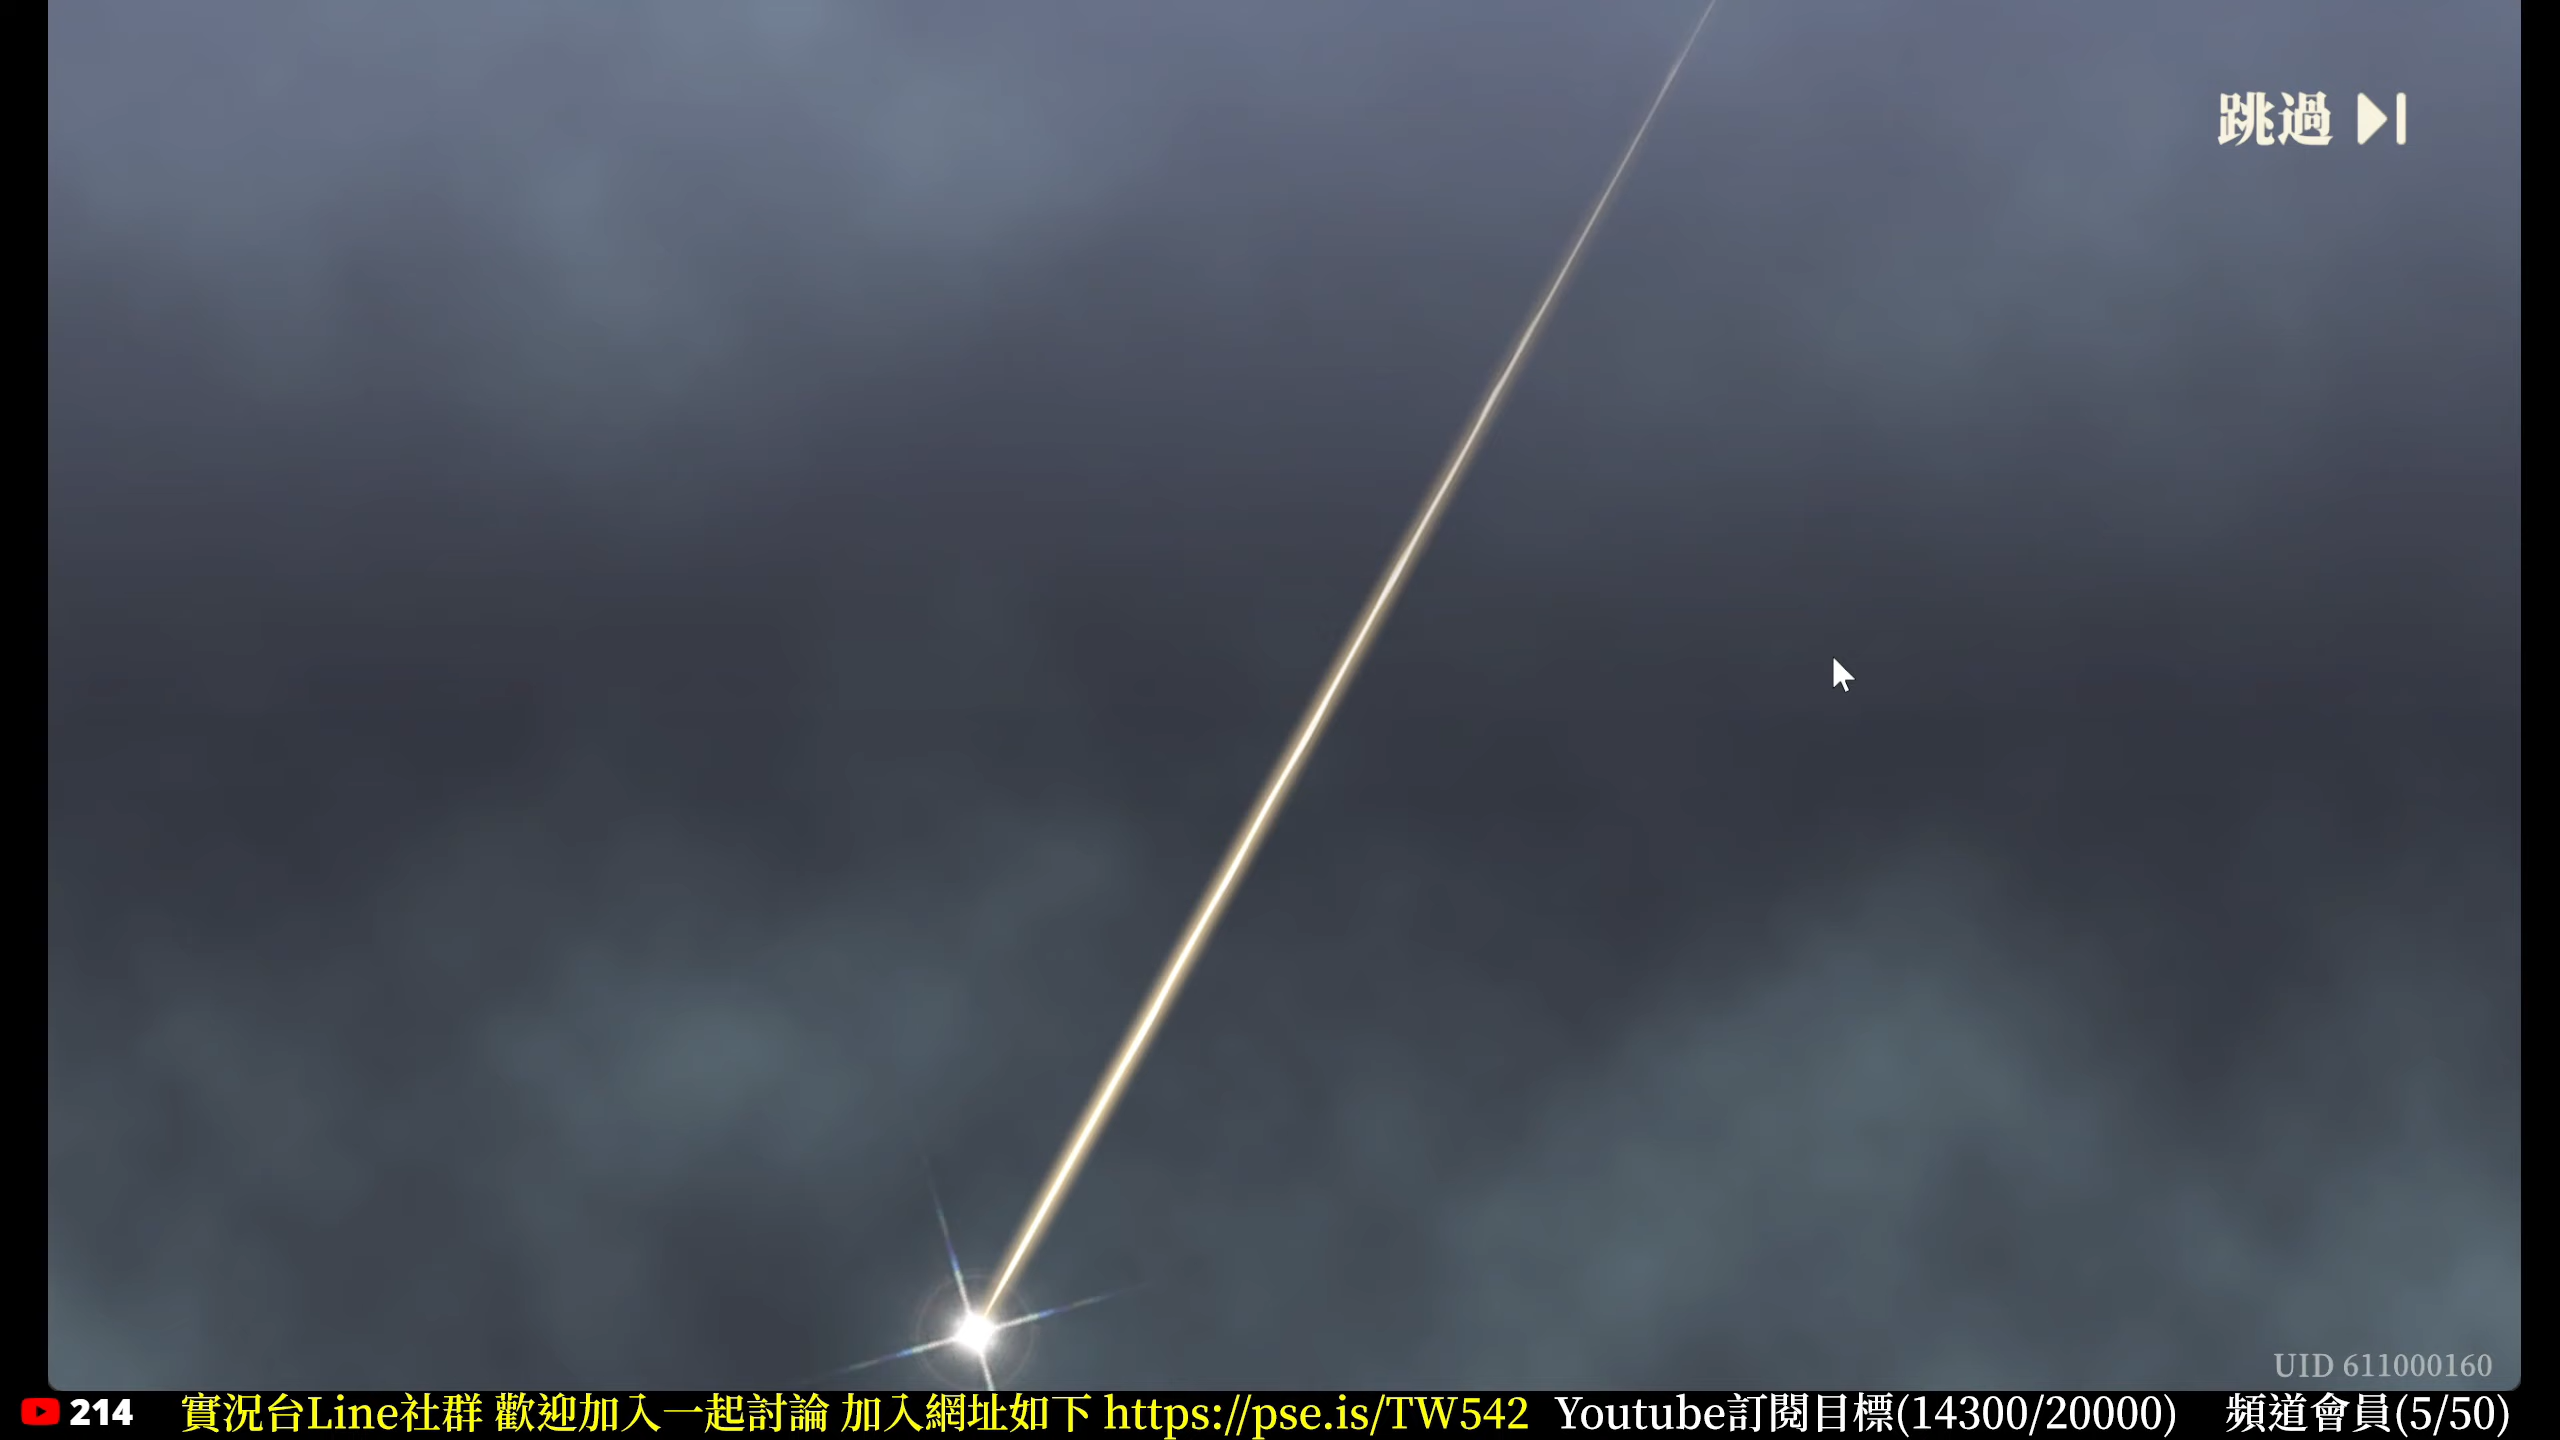 跳過
UID 611000160
214 實況台Line社群 歡迎加入一起討論 加入網址如下 https://pse.is/TW542 Youtube訂閱目標(14300/20000) 頻道會員(5/50)